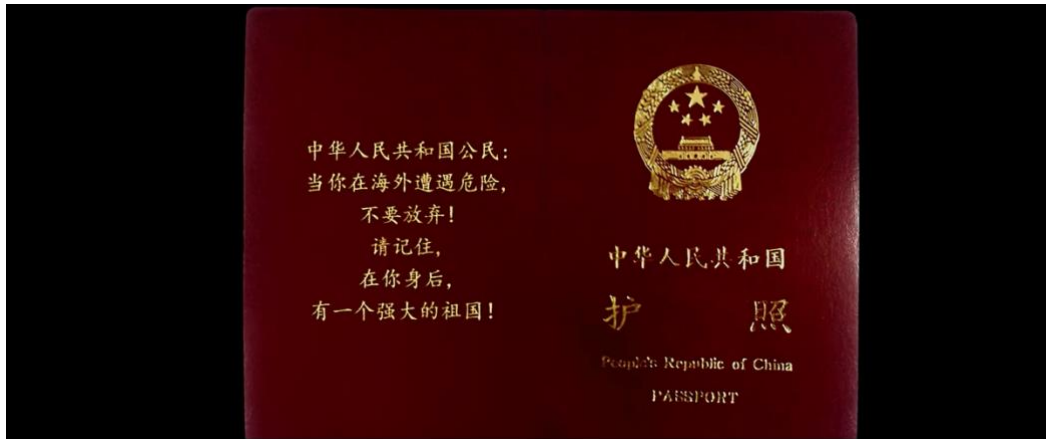 中华人民共和国公民：
当你在海外遭遇危险，
不要放弃！
请记住，
在你身后，
有一个强大的祖国！
中华人民共和国
护 照
People's Republic of China
PASSPORT